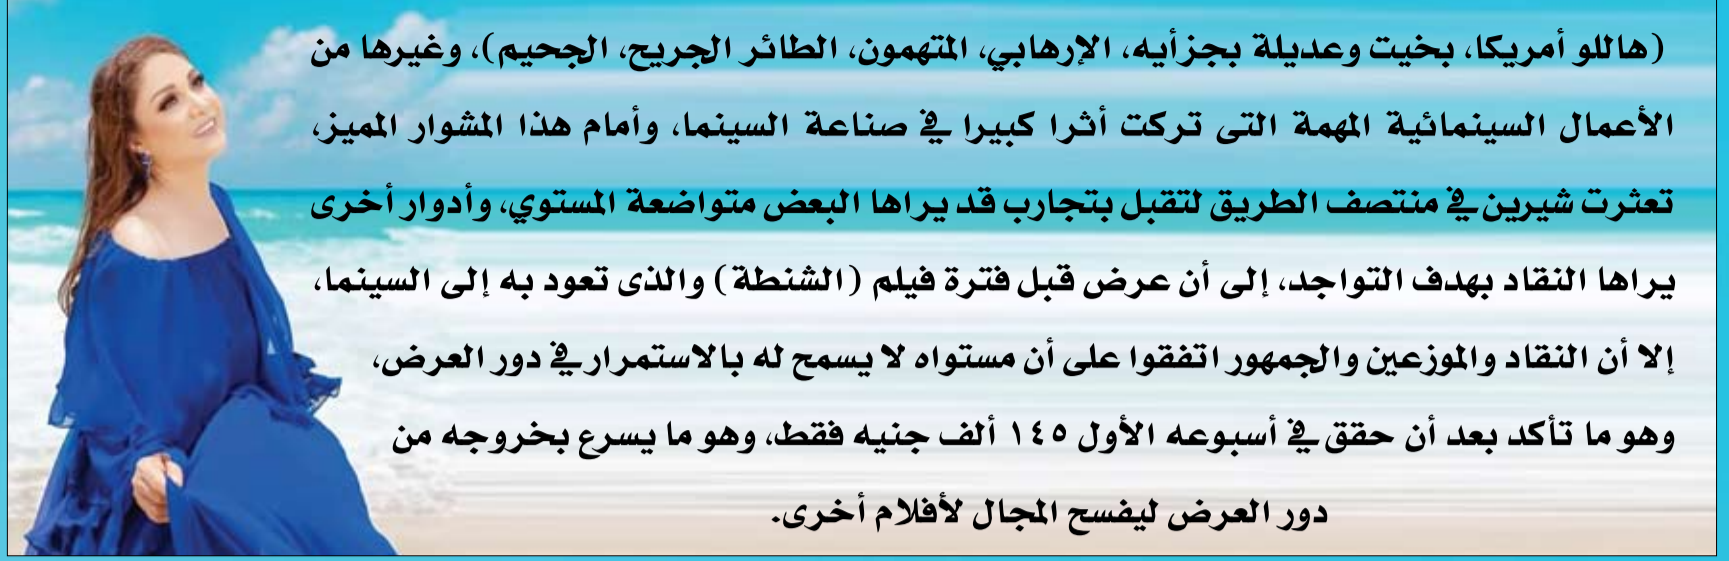 (هاللو أمريكا، بخيت وعديلة بجزأيه، الإرهابي، المتهمون، الطائر الجريح، الجحيم)، وغيرها من
الأعمال السينمائية المهمة التى تركت أثرا كبيرا في صناعة السينما، وأمام هذا المشوار المميز،
تعثرت شيرين في منتصف الطريق لتقبل بتجارب قد يراها البعض متواضعة المستوي، وأدوار أخرى
يراها النقاد بهدف التواجد، إلى أن عرض قبل فترة فيلم (الشنطة) والذى تعود به إلى السينما،
إلا أن النقاد والموزعين والجمهور اتفقوا على أن مستواه لا يسمح له بالاستمرار في دور العرض،
وهو ما تأكد بعد أن حقق في أسبوعه الأول ١٤٥ ألف جنيه فقط، وهو ما يسرع بخروجه من
دور العرض ليفسح المجال لأفلام أخرى.